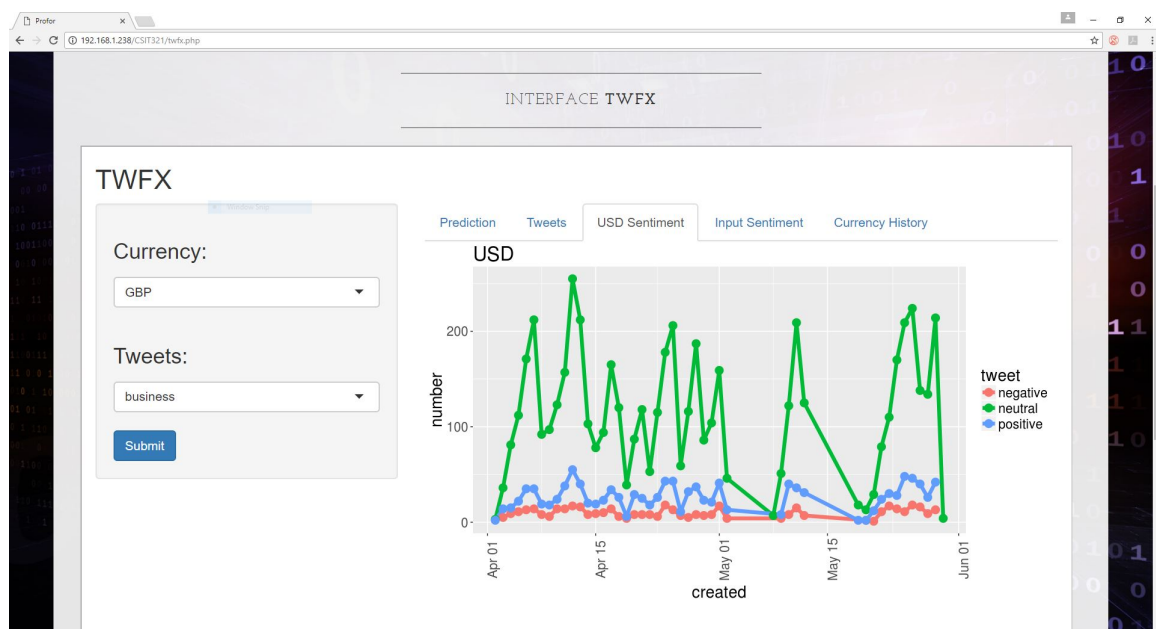 Profor
192.168.1.238/CSIT321/twfx.php
INTERFACE TWFX
TWFX
Currency:
GBP
Tweets:
business
Submit
Prediction Tweets USD Sentiment Input Sentiment Currency History
USD
number
200
100
0
Apr 01
Apr 15
May 01
May 15
Jun 01
created
tweet
negative
neutral
positive